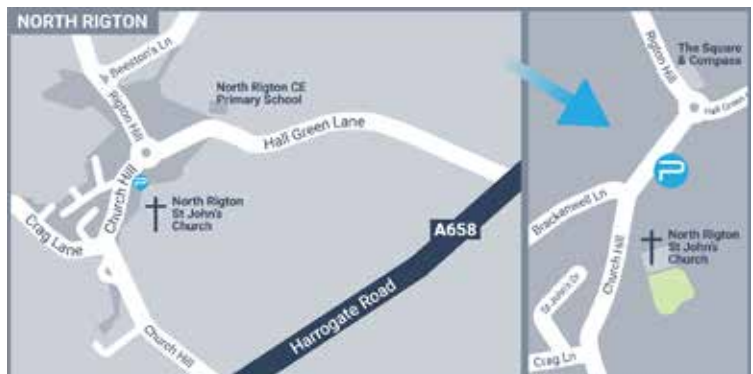 NORTH RIGTON
Beeston's Ln
Rigton Hill
North Rigton CE
Primary School
Hall Green Lane
Church Hill
P
North Rigton
St John's
Church
Crag Lane
A658
Harrogate Road
Church Hill
Rigton Hill
The Square
& Compass
Hall Green
P
Brackenwell Ln
North Rigton
St John's
Church
Church Hill
St John's Dr
Crag Ln